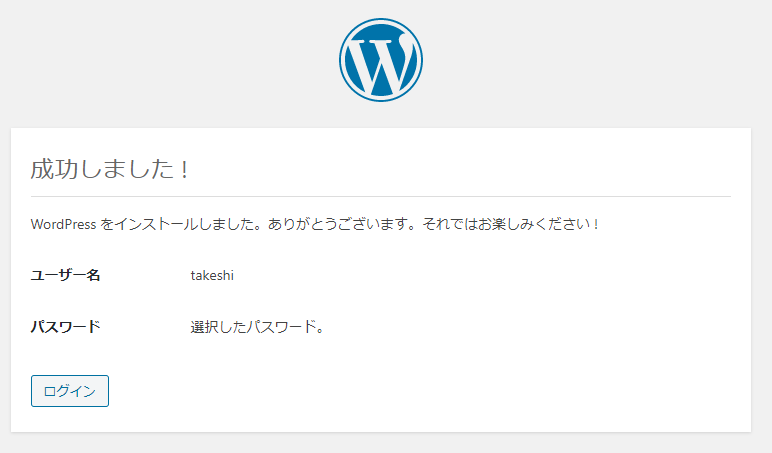 成功しました !
WordPress をインストールしました。ありがとうございます。それではお楽しみください !
ユーザー名 takeshi
パスワード 選択したパスワード。
ログイン